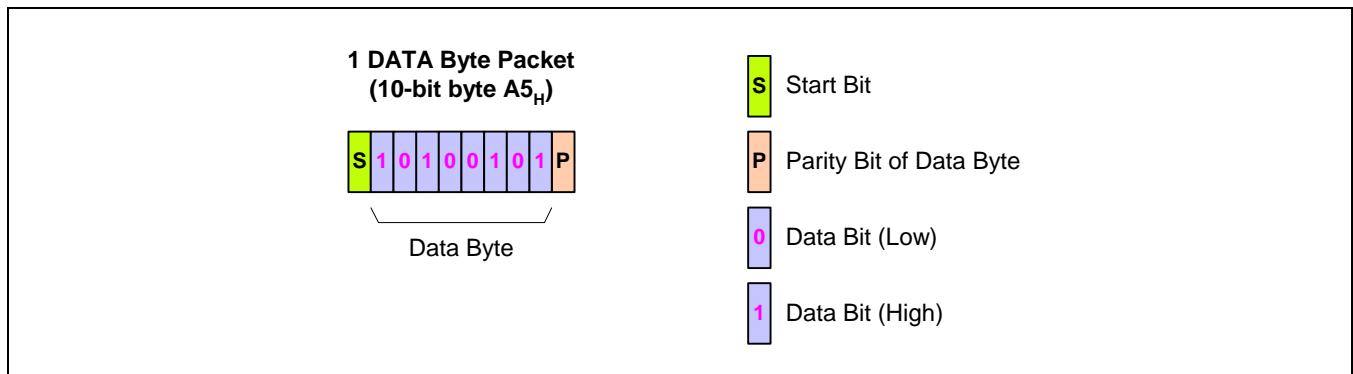 1 DATA Byte Packet
(10-bit byte A5H)
S 1 0 1 0 0 1 0 1 P
Data Byte
S Start Bit
P Parity Bit of Data Byte
0 Data Bit (Low)
1 Data Bit (High)